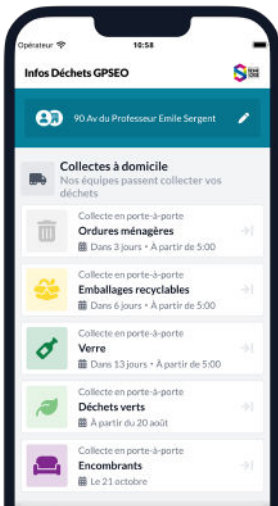 Opérateur 10:58
Infos Déchets GPSEO
90 Av du Professeur Emile Sergent
Collectes à domicile
Nos équipes passent collecter vos
déchets
Collecte en porte-à-porte
Ordures ménagères
Dans 3 jours • À partir de 5:00
Collecte en porte-à-porte
Emballages recyclables
Dans 6 jours • À partir de 5:00
Collecte en porte-à-porte
Verre
Dans 13 jours • À partir de 5:00
Collecte en porte-à-porte
Déchets verts
À partir du 20 août
Collecte en porte-à-porte
Encombrants
Le 21 octobre